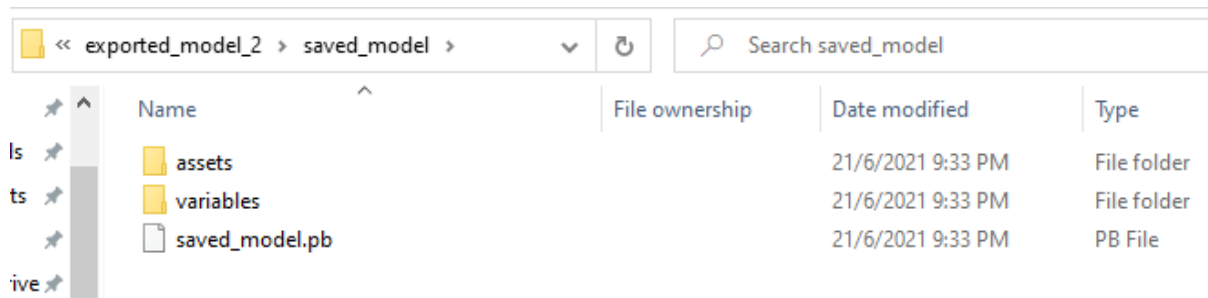 « exported_model_2 > saved_model > Search saved_model
Name File ownership Date modified Type
ls
assets 21/6/2021 9:33 PM File folder
ts
variables 21/6/2021 9:33 PM File folder
saved_model.pb 21/6/2021 9:33 PM PB File
rive